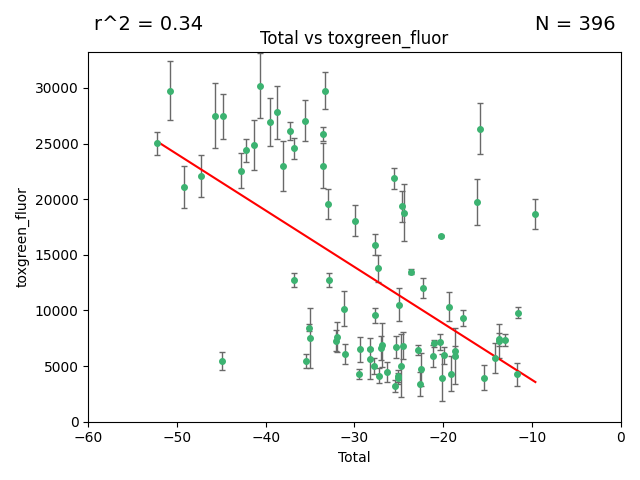 r^2 = 0.34
N = 396
Total vs toxgreen_fluor
30000
25000
20000
15000
10000
5000
0
toxgreen_fluor
−60
−50
−40
−30
−20
−10
0
Total